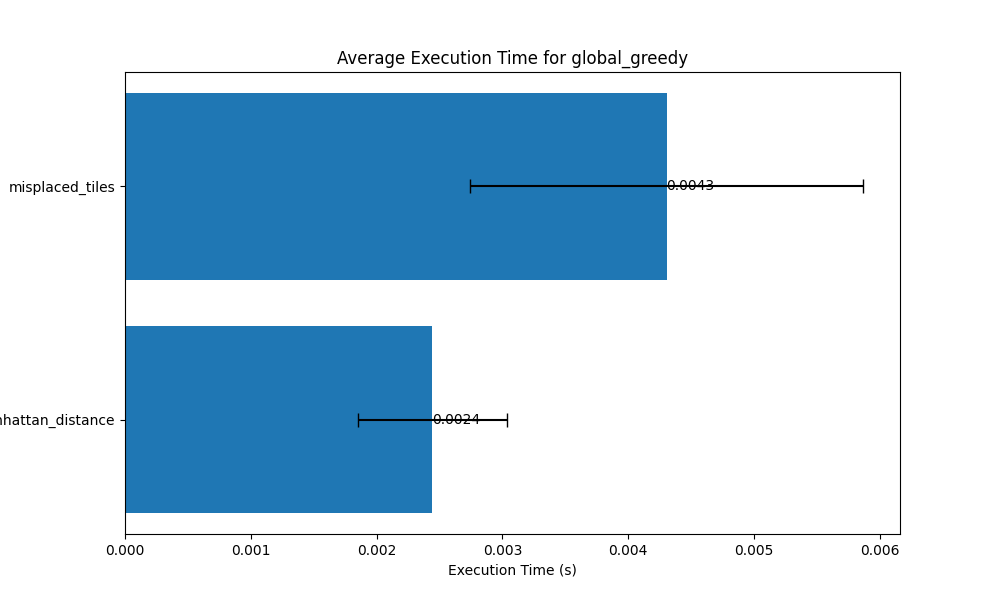 Average Execution Time for global_greedy
misplaced_tiles
0.0043
nhattan_distance
0.0024
0.000 0.001 0.002 0.003 0.004 0.005 0.006
Execution Time (s)